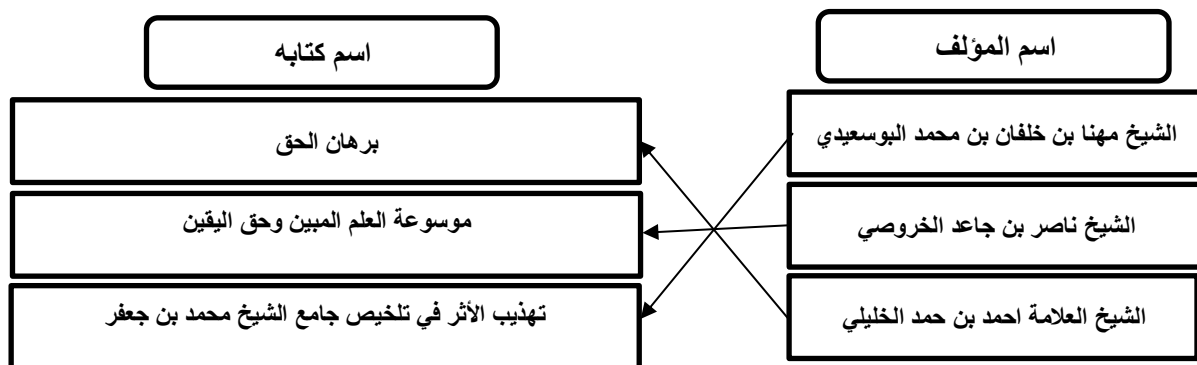 اسم المؤلف
اسم كتابه
الشيخ مهنا بن خلفان بن محمد البوسعيدي
برهان الحق
الشيخ ناصر بن جاعد الخروصي
موسوعة العلم المبين وحق اليقين
الشيخ العلامة احمد بن حمد الخليلي
تهذيب الأثر في تلخيص جامع الشيخ محمد بن جعفر